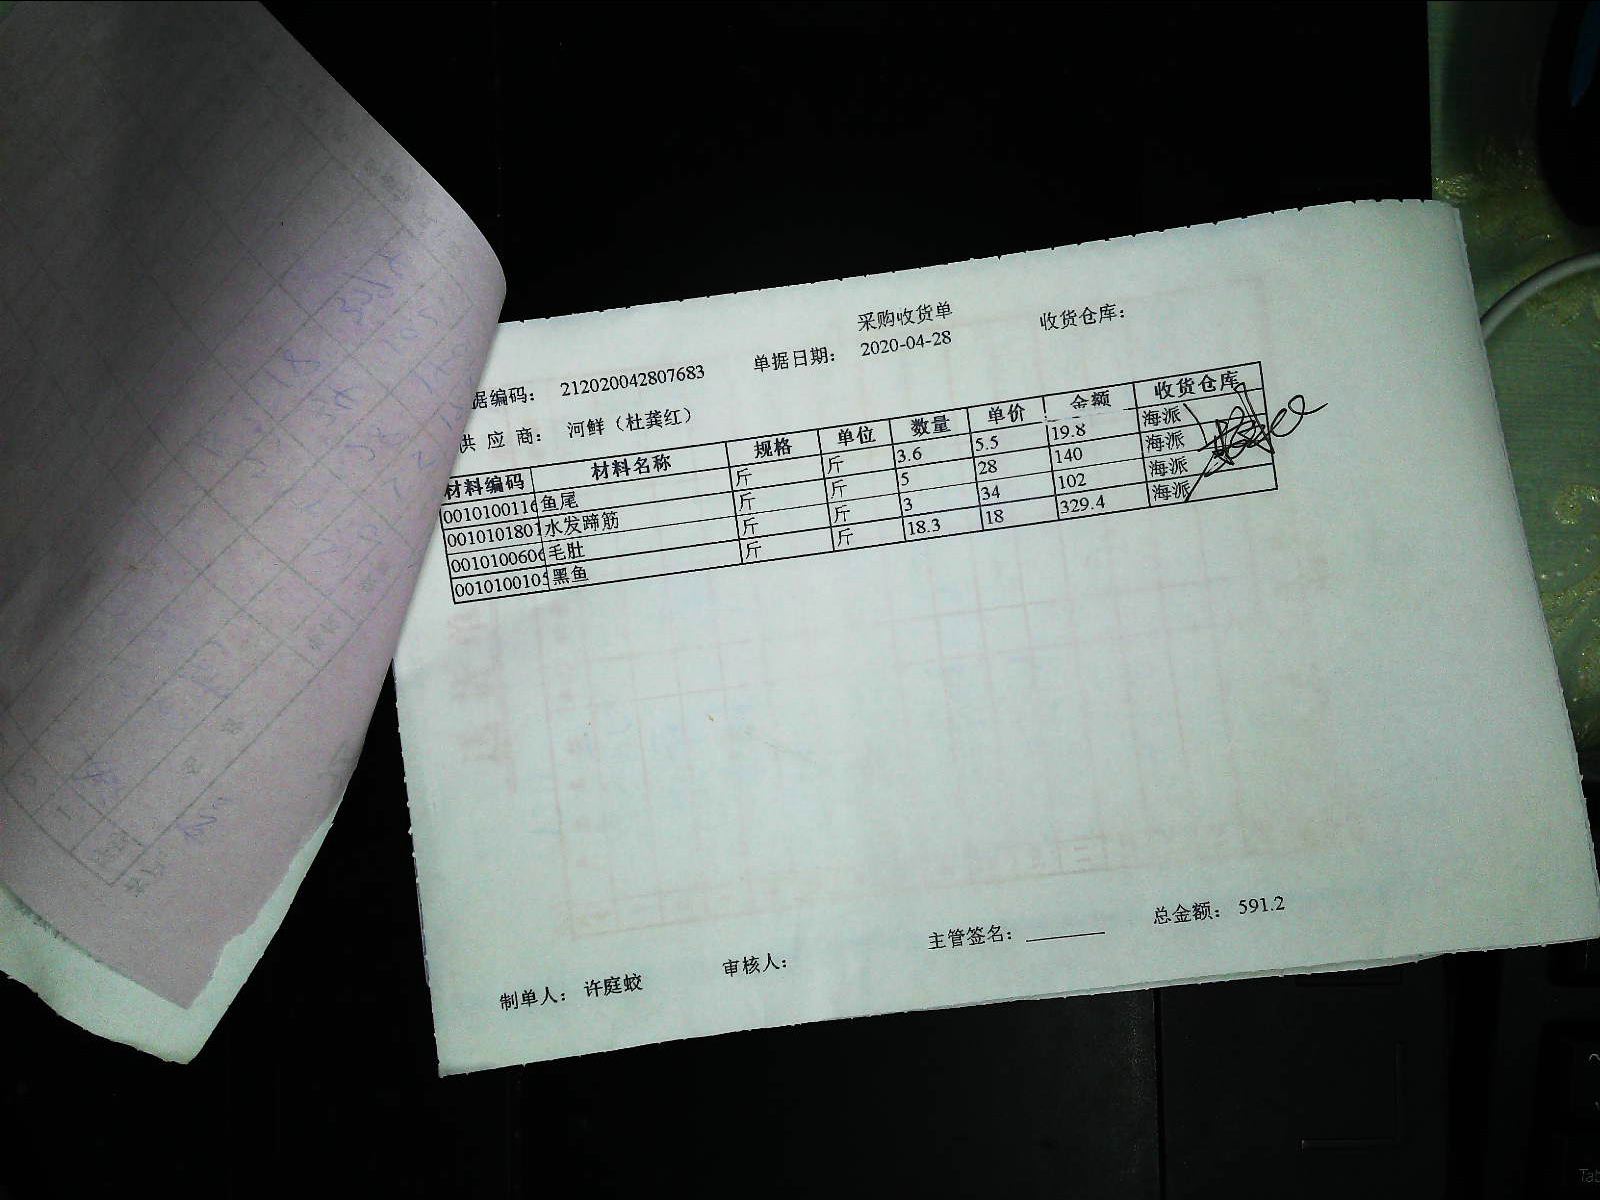 采购收货单
据编码： 212020042807683 单据日期： 2020-04-28 收货仓库：
供 应 商： 河鲜（杜龚红）
材料编码 材料名称 规格 单位 数量 单价 金额 收货仓库
0010100116 鱼尾 斤 斤 3.6 5.5 19.8 海派
0010101801 水发蹄筋 斤 斤 5 28 140 海派
0010100606 毛肚 斤 斤 3 34 102 海派
0010100105 黑鱼 斤 斤 18.3 18 329.4 海派
制单人： 许庭蛟 审核人： 主管签名： 总金额： 591.2